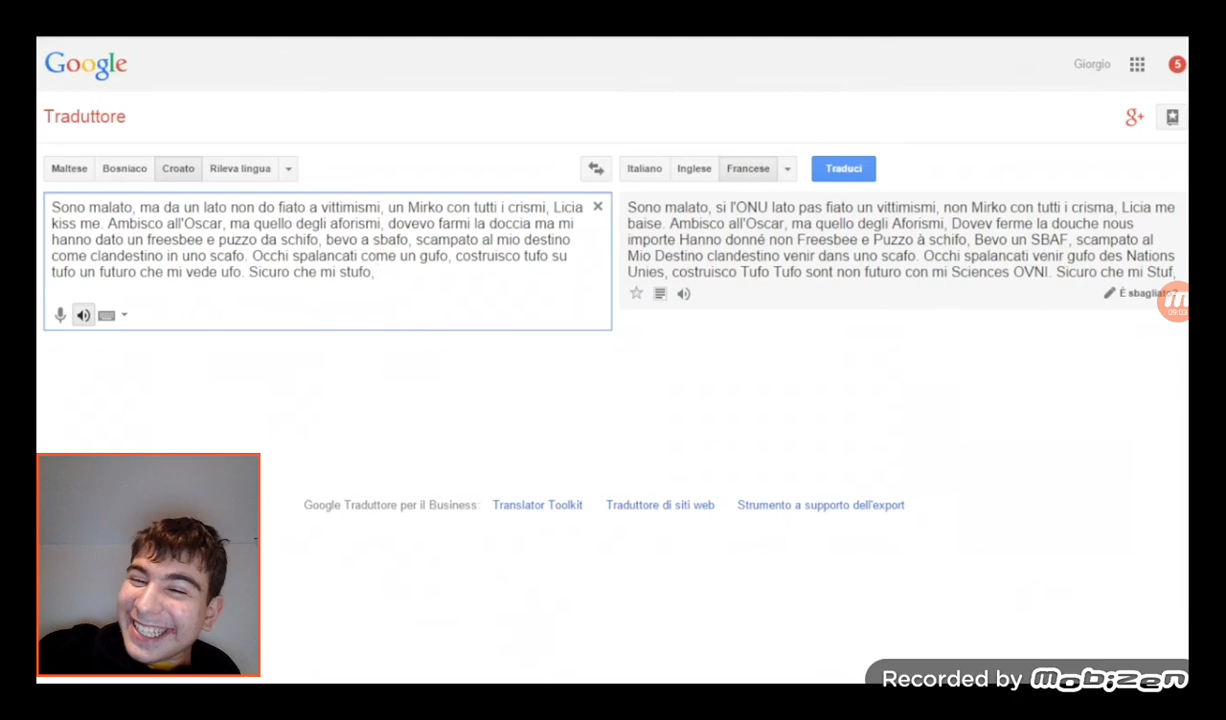 Google
Giorgio
5
Traduttore
g+
Maltese Bosniaco Croato Rileva lingua
Italiano Inglese Francese Traduci
Sono malato, ma da un lato non do fiato a vittimismi, un Mirko con tutti i crismi, Licia
kiss me. Ambisco all'Oscar, ma quello degli aforismi, dovevo farmi la doccia ma mi
hanno dato un freesbee e puzzo da schifo, bevo a sbafo, scampato al mio destino
come clandestino in uno scafo. Occhi spalancati come un gufo, costruisco tufo su
tufo un futuro che mi vede ufo. Sicuro che mi stufo,
Sono malato, si l'ONU lato pas fiato un vittimismi, non Mirko con tutti i crisma, Licia me
baise. Ambisco all'Oscar, ma quello degli Aforismi, Dovev ferme la douche nous
importe Hanno donné non Freesbee e Puzzo à schifo, Bevo un SBAF, scampato al
Mio Destino clandestino venir dans uno scafo. Occhi spalancati venir gufo des Nations
Unies, costruisco Tufo Tufo sont non futuro con mi Sciences OVNI. Sicuro che mi Stuf,
È sbagliato?
09:03
Google Traduttore per il Business: Translator Toolkit Traduttore di siti web Strumento a supporto dell'export
Recorded by Mobizen